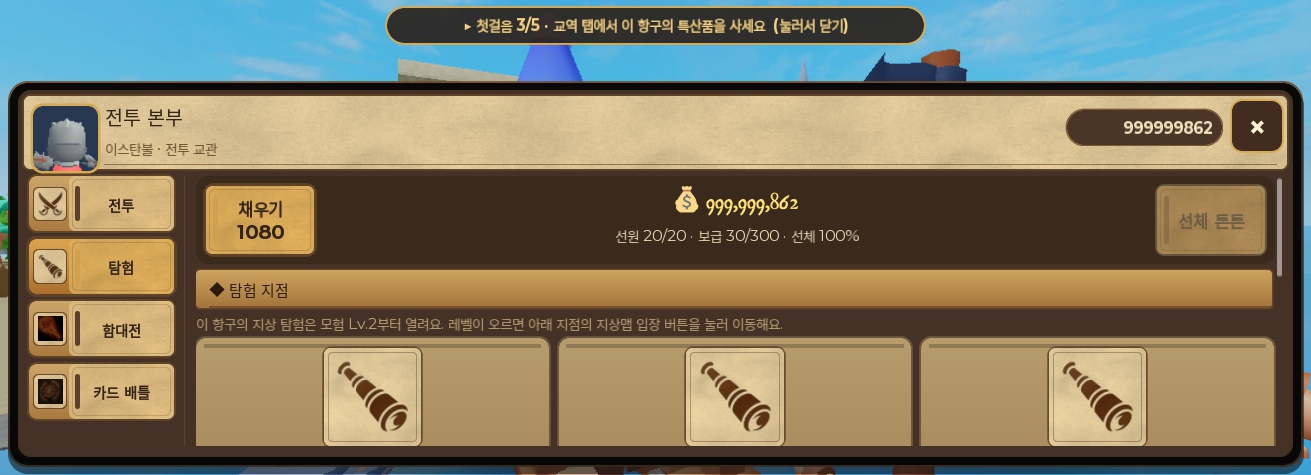 ▸ 첫걸음 3/5 · 교역 탭에서 이 항구의 특산품을 사세요 (눌러서 닫기)
전투 본부
이스탄불 · 전투 교관
999999862
×
전투
탐험
함대전
카드 배틀
채우기
1080
999,999,862
선원 20/20 · 보급 30/300 · 선체 100%
선체 튼튼
◆ 탐험 지점
이 항구의 지상 탐험은 모험 Lv.2부터 열려요. 레벨이 오르면 아래 지점의 지상맵 입장 버튼을 눌러 이동해요.